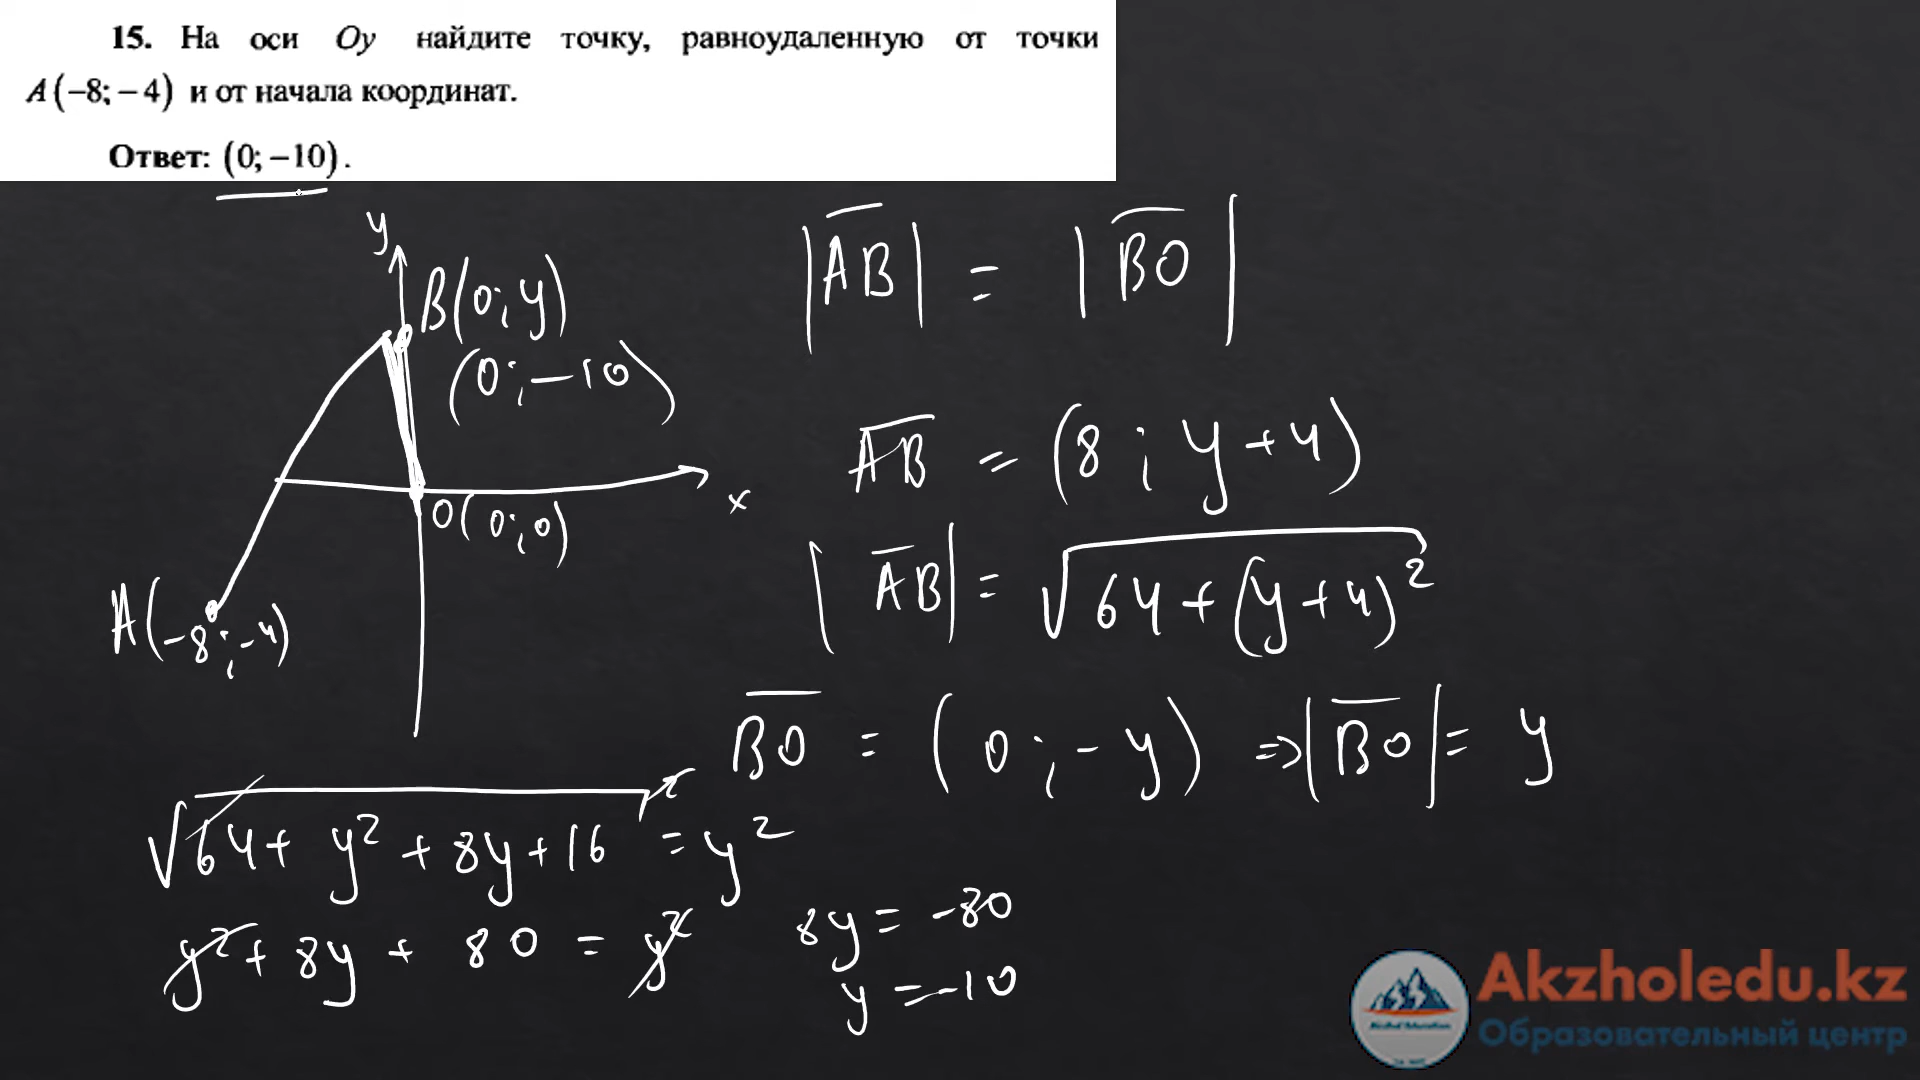 15. На оси Oy найдите точку, равноудаленную от точки
A(−8; −4) и от начала координат.
Ответ: (0; −10).
y
B(0; y)
(0; −10)
x
O(0; 0)
A(−8; −4)
|AB| = |BO|
AB = (8; y+4)
|AB| = √64+(y+4)²
BO = (0; −y) ⇒ |BO| = y
√64+ y² + 8y+16 = y²
y²+ 8y + 80 = y²
8y = −80
y = −10
Akzholedu.kz
Образовательный центр